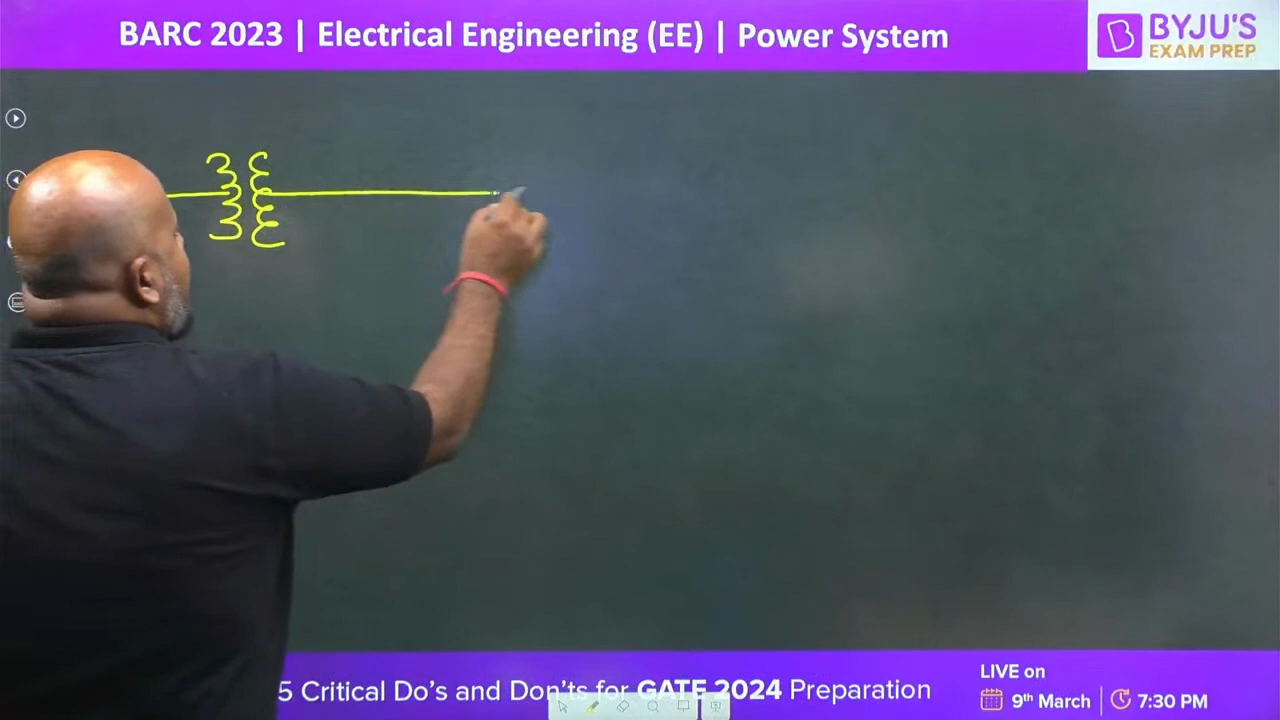 BARC 2023 | Electrical Engineering (EE) | Power System
BYJU'S
EXAM PREP
5 Critical Do's and Don'ts for GATE 2024 Preparation
LIVE on
9th March | 7:30 PM